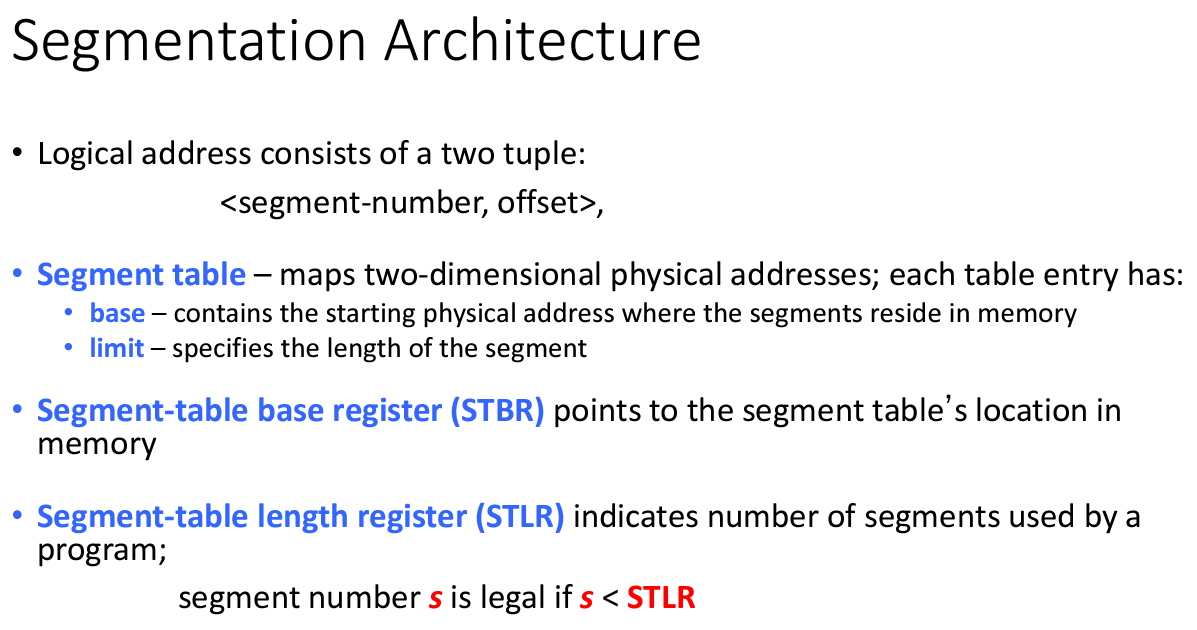 Segmentation Architecture
• Logical address consists of a two tuple:
<segment-number, offset>,
• Segment table – maps two-dimensional physical addresses; each table entry has:
• base – contains the starting physical address where the segments reside in memory
• limit – specifies the length of the segment
• Segment-table base register (STBR) points to the segment table’s location in
memory
• Segment-table length register (STLR) indicates number of segments used by a
program;
segment number s is legal if s < STLR